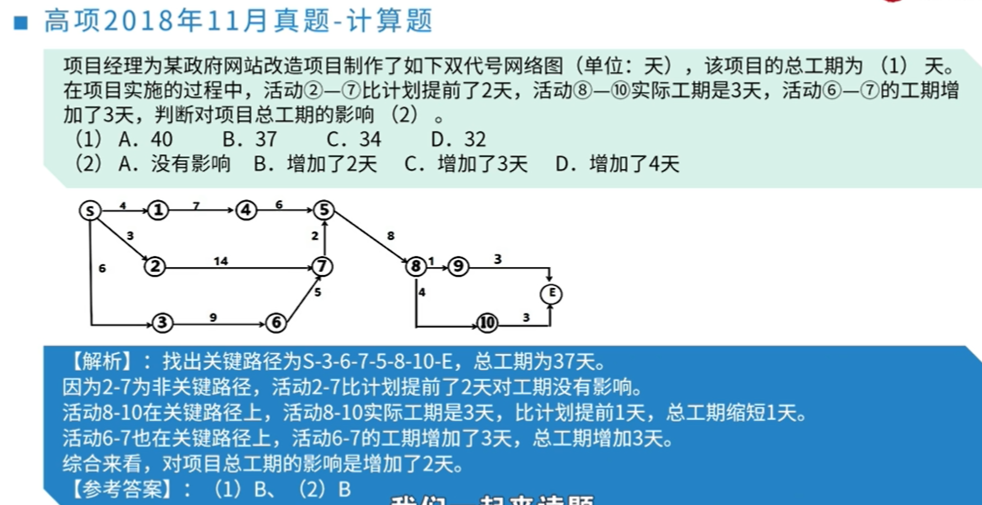 ■ 高项2018年11月真题-计算题
项目经理为某政府网站改造项目制作了如下双代号网络图（单位：天），该项目的总工期为 （1） 天。
在项目实施的过程中，活动②—⑦比计划提前了2天，活动⑧—⑩实际工期是3天，活动⑥—⑦的工期增
加了3天，判断对项目总工期的影响 （2） 。
（1） A．40 B．37 C．34 D．32
（2） A．没有影响 B．增加了2天 C．增加了3天 D．增加了4天
S 4 1 7 4 6 5
3 2 8
6 2 14 7 8 1 9 3
5 4 E
3 9 6 10 3
【解析】：找出关键路径为S-3-6-7-5-8-10-E，总工期为37天。
因为2-7为非关键路径，活动2-7比计划提前了2天对工期没有影响。
活动8-10在关键路径上，活动8-10实际工期是3天，比计划提前1天，总工期缩短1天。
活动6-7也在关键路径上，活动6-7的工期增加了3天，总工期增加3天。
综合来看，对项目总工期的影响是增加了2天。
【参考答案】：（1）B、（2）B